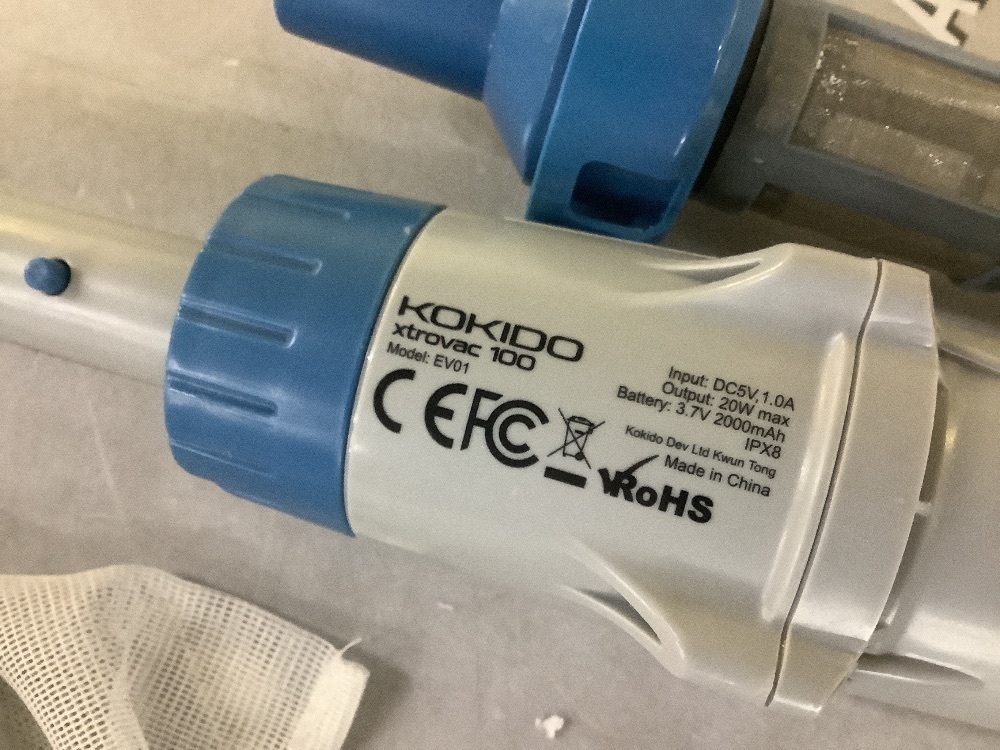 KOKIDO
xtrovac 100
Model: EV01
CE FC
Input: DC5V,1.0A
Output: 20W max
Battery: 3.7V 2000mAh
IPX8
Kokido Dev Ltd Kwun Tong
Made in China
RoHS
A